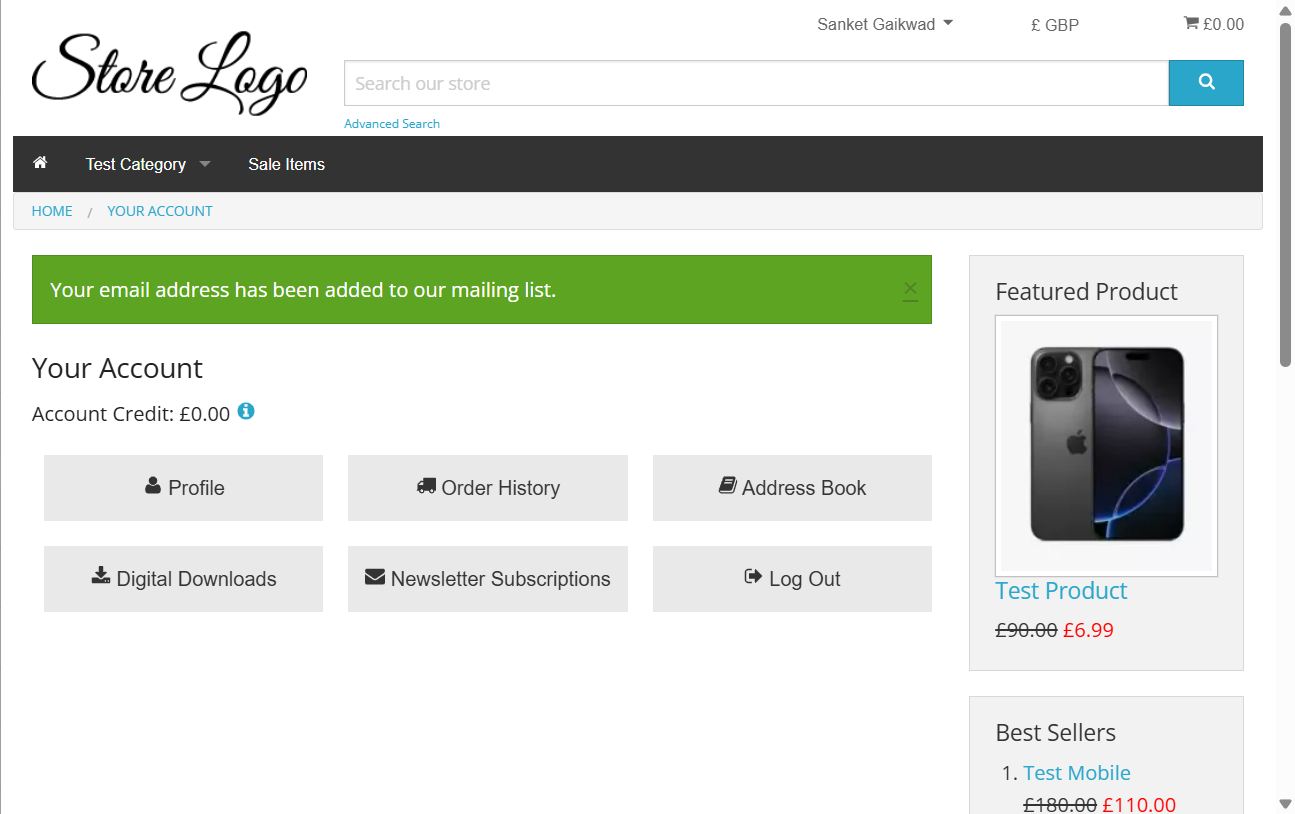 Store Logo
Sanket Gaikwad
£ GBP
£0.00
Search our store
Advanced Search
Test Category
Sale Items
HOME / YOUR ACCOUNT
Your email address has been added to our mailing list.
×
Your Account
Account Credit: £0.00
Profile
Order History
Address Book
Digital Downloads
Newsletter Subscriptions
Log Out
Featured Product
Test Product
£90.00 £6.99
Best Sellers
1. Test Mobile
£180.00 £110.00